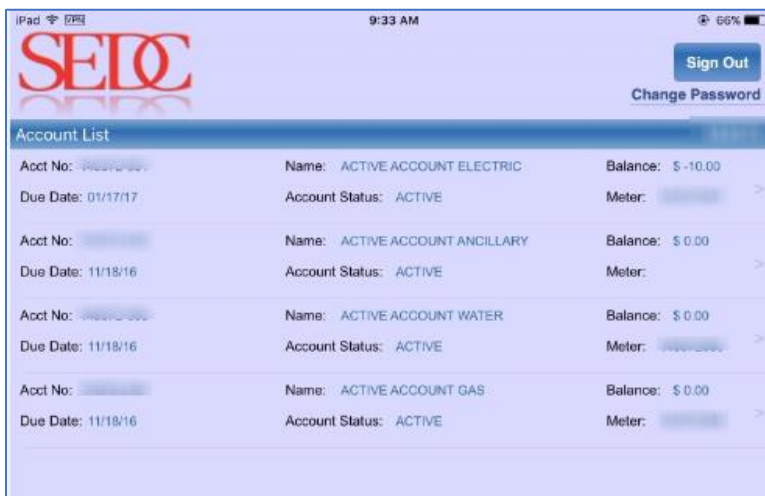 iPad VPN 9:33 AM 66%
SEDC
Sign Out
Change Password
Account List
Acct No: Name: ACTIVE ACCOUNT ELECTRIC Balance: $ -10.00
Due Date: 01/17/17 Account Status: ACTIVE Meter: >
Acct No: Name: ACTIVE ACCOUNT ANCILLARY Balance: $ 0.00
Due Date: 11/18/16 Account Status: ACTIVE Meter: >
Acct No: Name: ACTIVE ACCOUNT WATER Balance: $ 0.00
Due Date: 11/18/16 Account Status: ACTIVE Meter: >
Acct No: Name: ACTIVE ACCOUNT GAS Balance: $ 0.00
Due Date: 11/18/16 Account Status: ACTIVE Meter: >